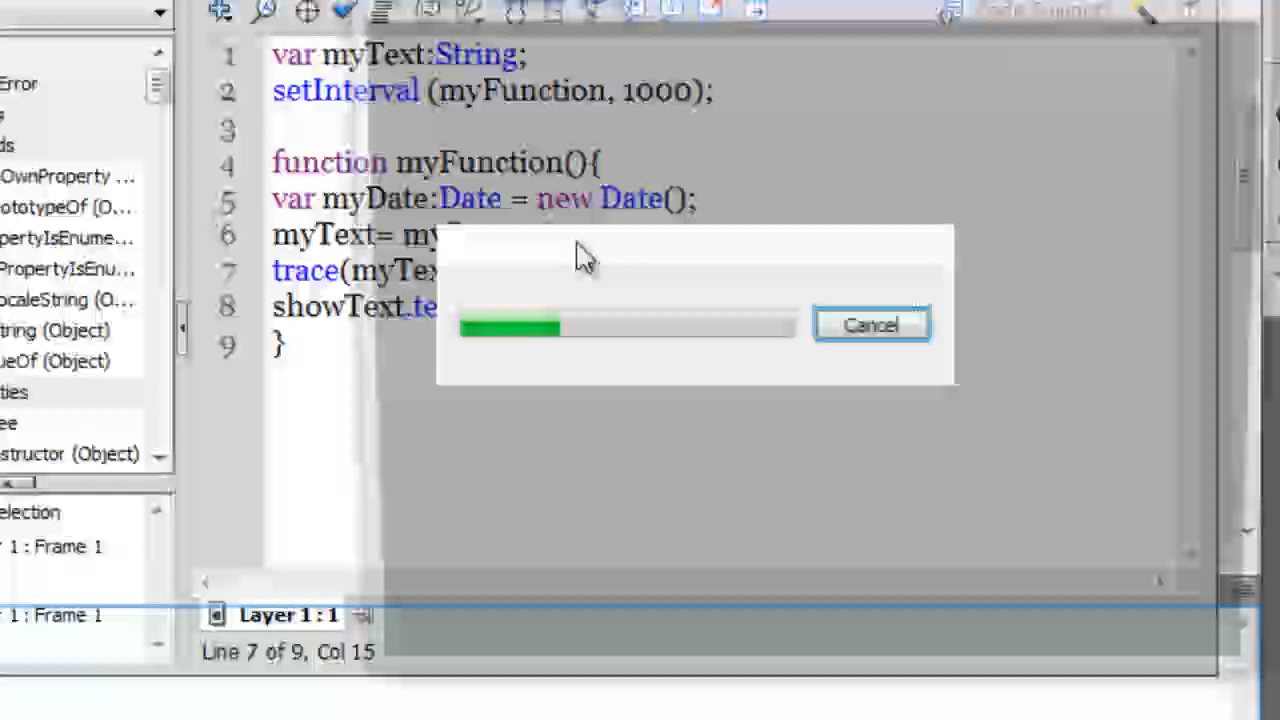 Error
ds
OwnProperty ...
ototypeOf (O...
pertyIsEnume...
PropertyIsEnu...
ocaleString (O...
tring (Object)
ueOf (Object)
ties
ee
structor (Object)
election
r 1 : Frame 1
r 1 : Frame 1
1 var myText:String;
2 setInterval (myFunction, 1000);
3
4 function myFunction(){
5 var myDate:Date = new Date();
6 myText= my
7 trace(myTex
8 showText.te
9 }
Cancel
Layer 1 : 1
Line 7 of 9, Col 15